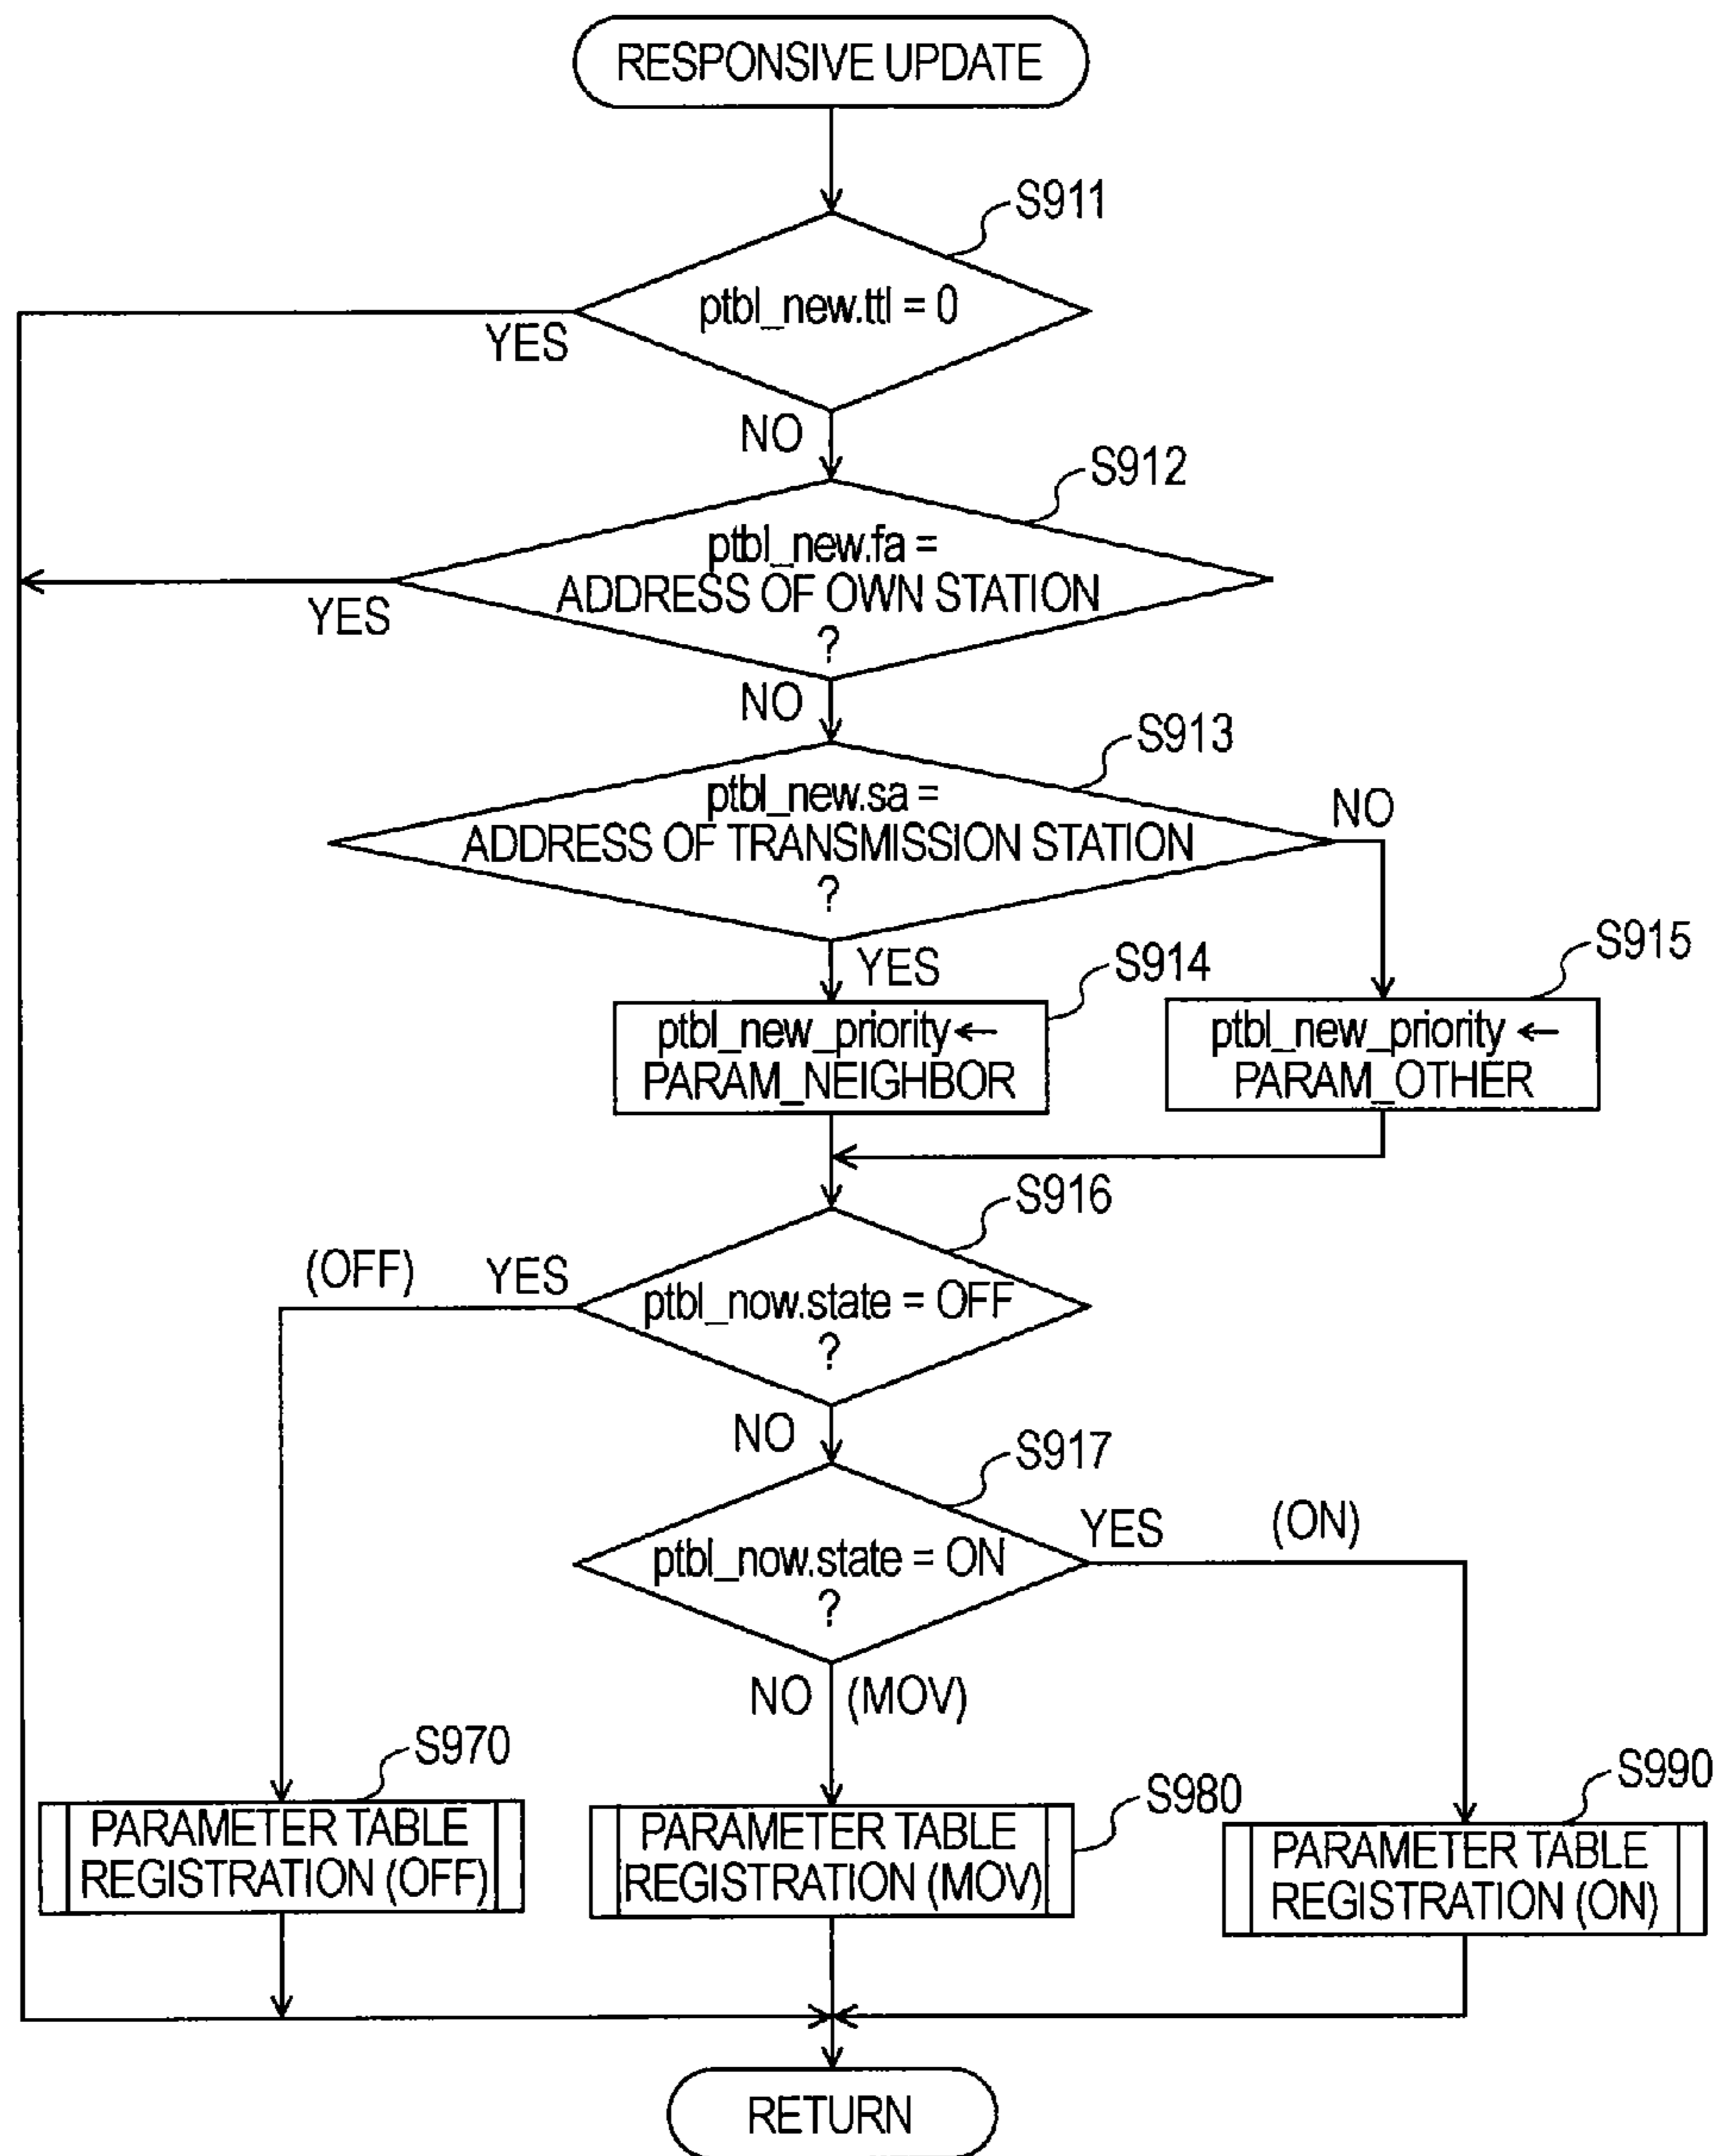 RESPONSIVE UPDATE
S911
ptbl_new.ttl = 0
YES
NO
S912
ptbl_new.fa =
ADDRESS OF OWN STATION
?
YES
NO
S913
ptbl_new.sa =
ADDRESS OF TRANSMISSION STATION
?
NO
YES
S914
S915
ptbl_new_priority ←
PARAM_NEIGHBOR
ptbl_new_priority ←
PARAM_OTHER
S916
(OFF) YES
ptbl_now.state = OFF
?
NO
S917
YES (ON)
ptbl_now.state = ON
?
NO (MOV)
S970
S980
S990
PARAMETER TABLE
REGISTRATION (OFF)
PARAMETER TABLE
REGISTRATION (MOV)
PARAMETER TABLE
REGISTRATION (ON)
RETURN